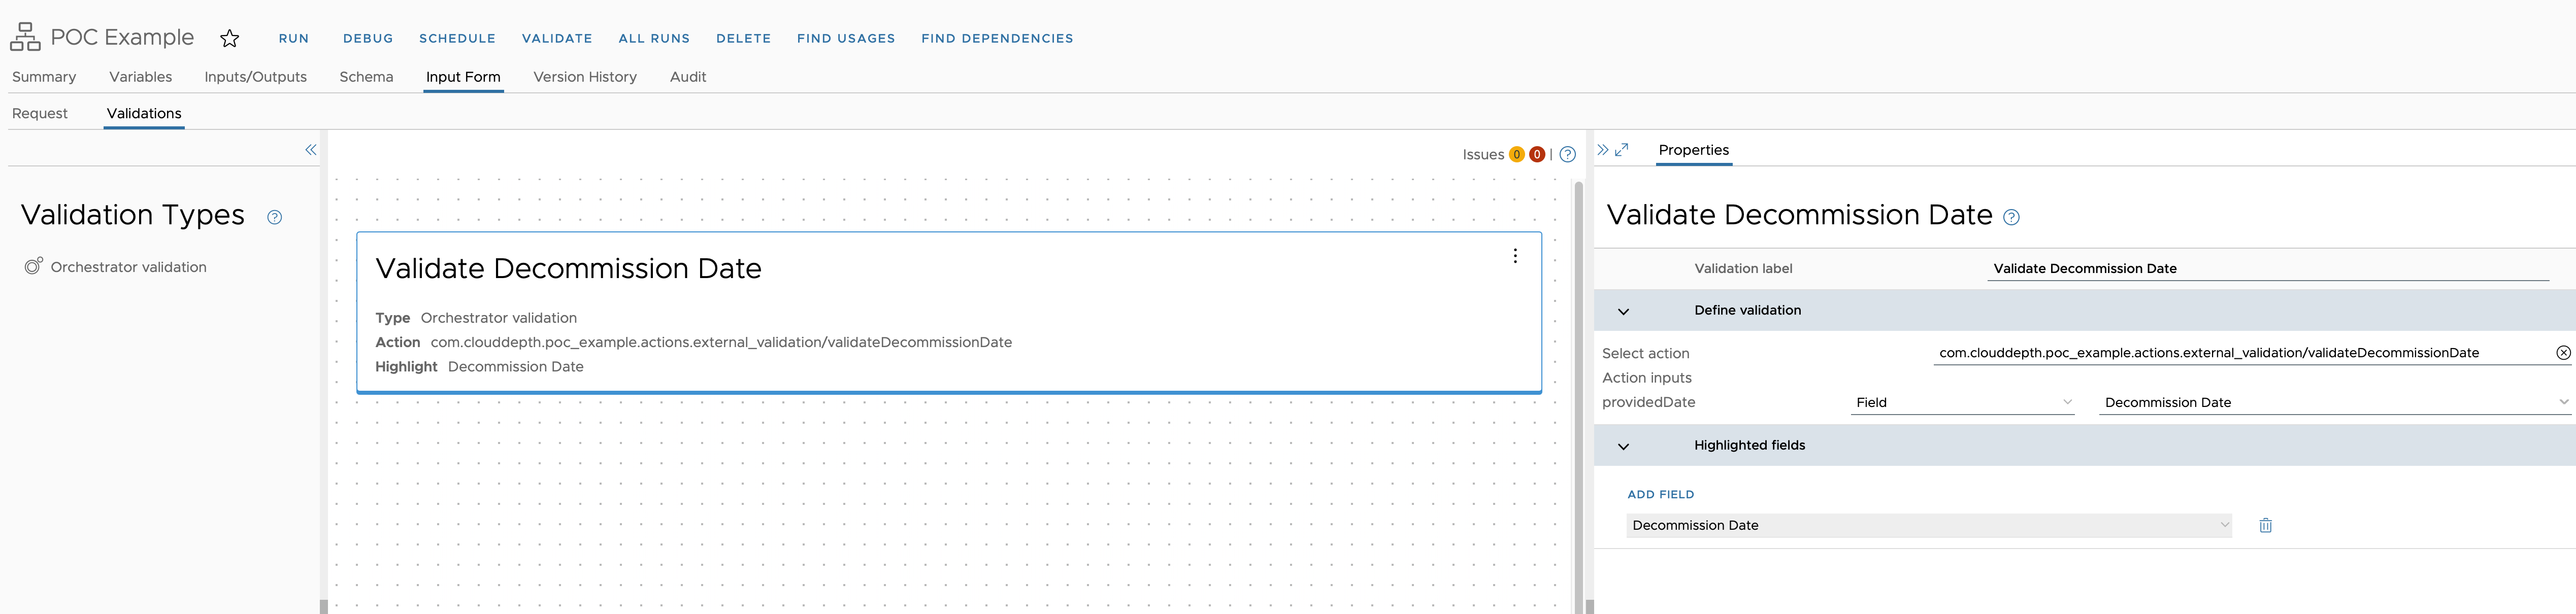 POC Example RUN DEBUG SCHEDULE VALIDATE ALL RUNS DELETE FIND USAGES FIND DEPENDENCIES
Summary Variables Inputs/Outputs Schema Input Form Version History Audit
Request Validations
Validation Types
Orchestrator validation
Issues 0 0 |
Validate Decommission Date
Type Orchestrator validation
Action com.clouddepth.poc_example.actions.external_validation/validateDecommissionDate
Highlight Decommission Date
Properties
Validate Decommission Date
Validation label Validate Decommission Date
Define validation
Select action com.clouddepth.poc_example.actions.external_validation/validateDecommissionDate
Action inputs
providedDate Field Decommission Date
Highlighted fields
ADD FIELD
Decommission Date